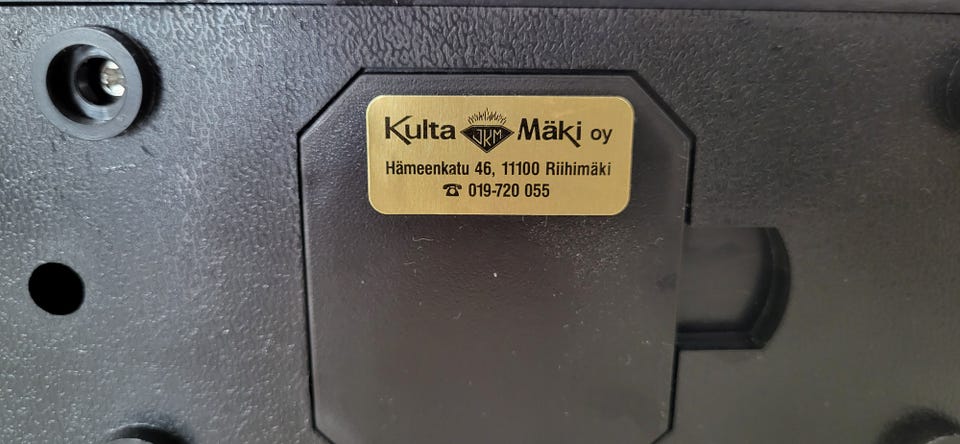 Kulta JKM Mäki oy
Hämeenkatu 46, 11100 Riihimäki
☎ 019-720 055